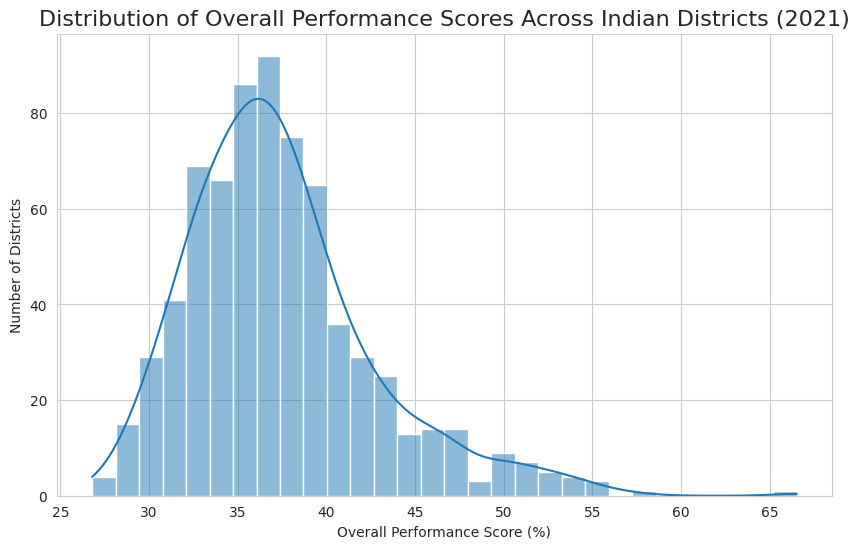 Distribution of Overall Performance Scores Across Indian Districts (2021)
80
60
40
20
0
Number of Districts
25 30 35 40 45 50 55 60 65
Overall Performance Score (%)